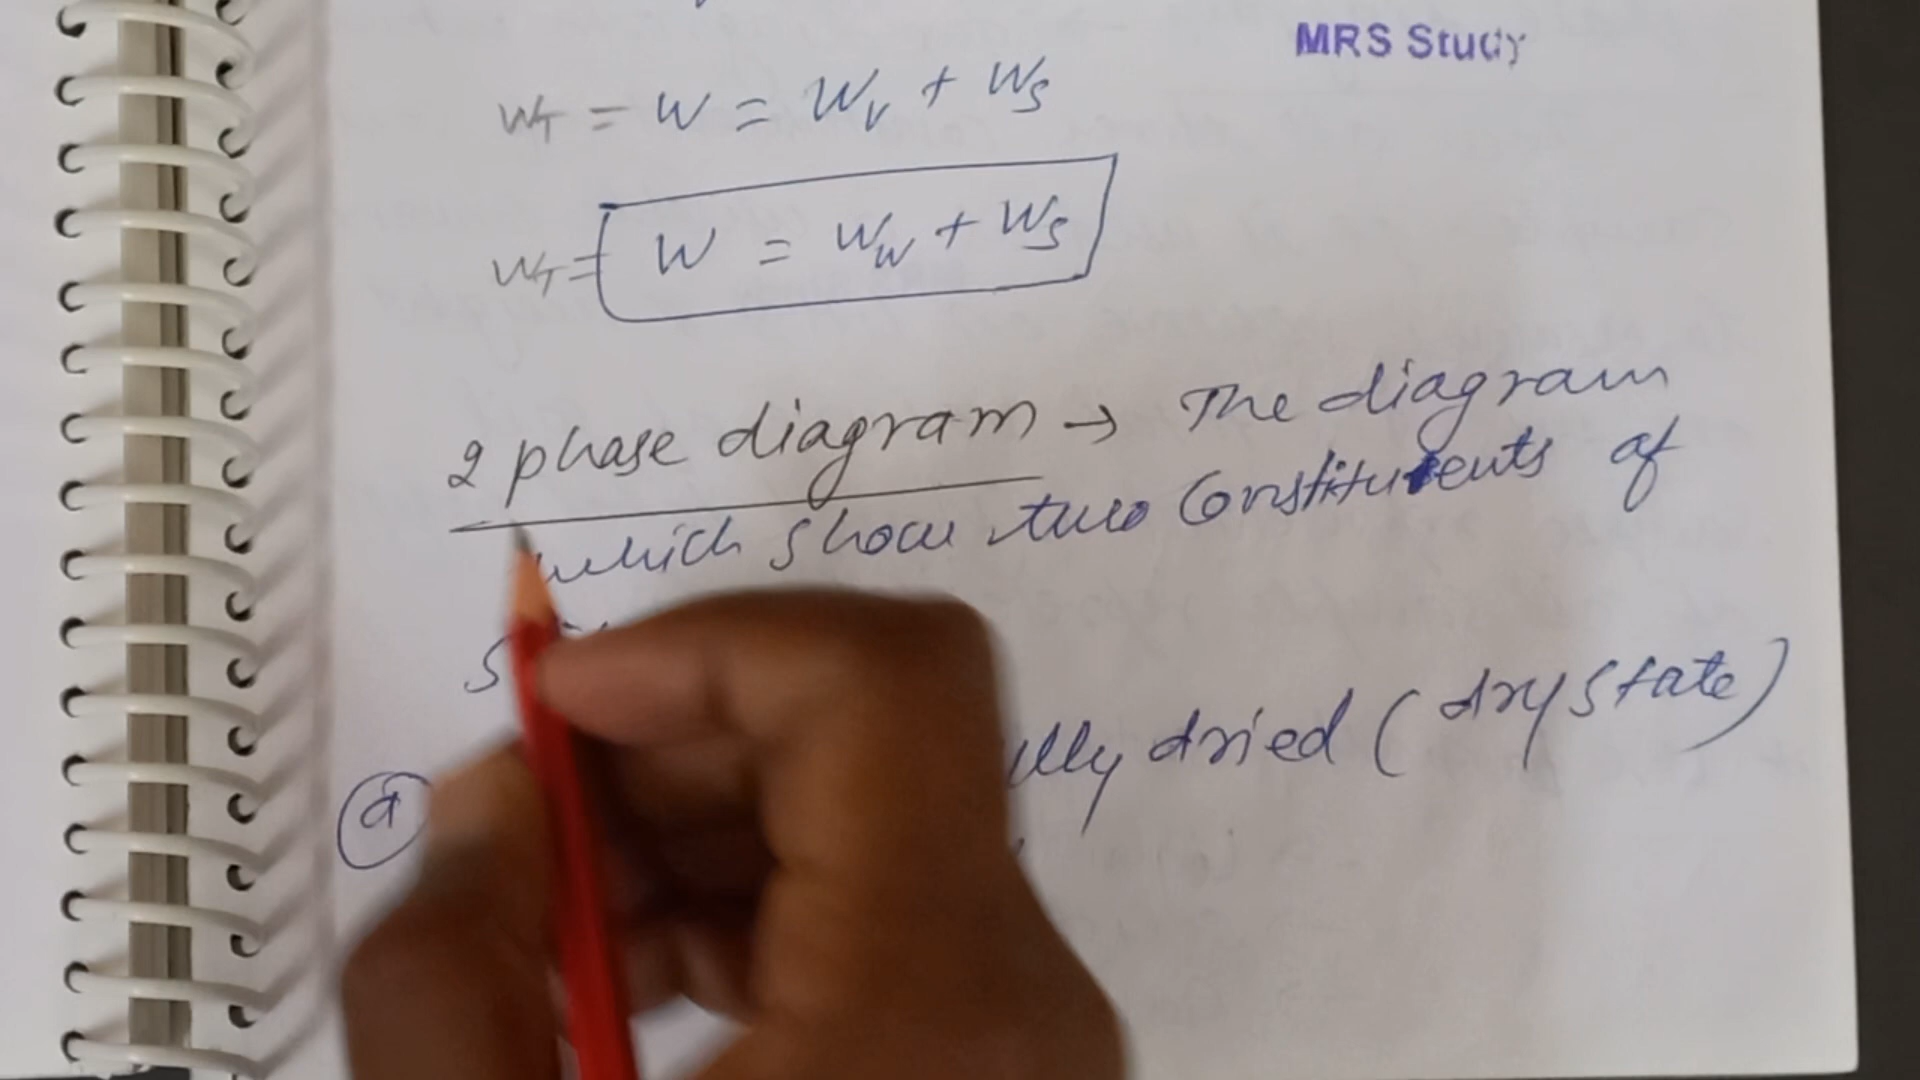 MRS Study
WT = W = Wv + Ws
WT = W = Ww + Ws
2 phase diagram → The diagram
which show two Constituents of
a dried (dry state)